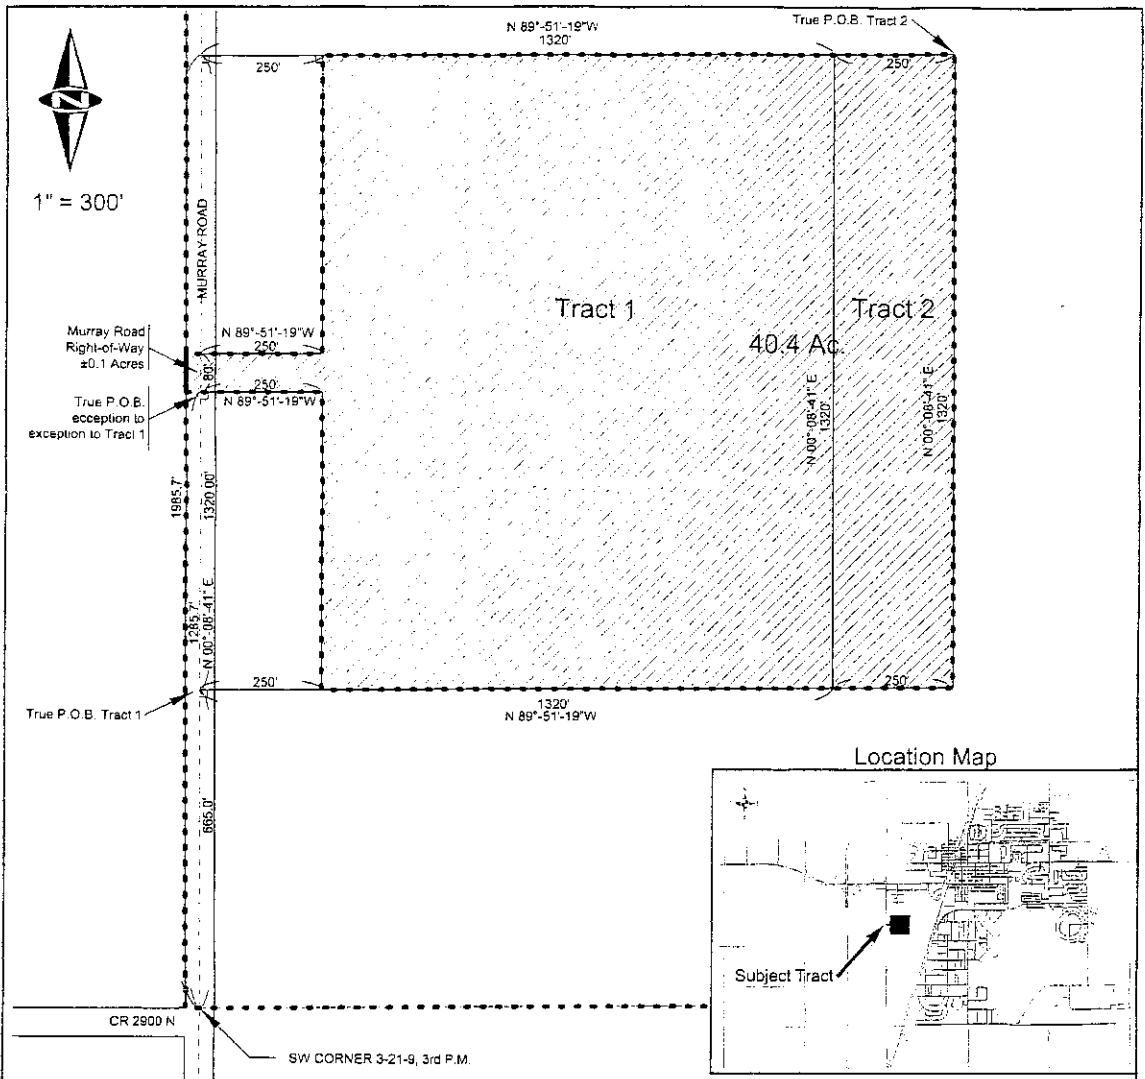 N 89°-51'-19"W
1320'
True P.O.B. Tract 2
250'
250'
N
1" = 300'
MURRAY ROAD
Tract 1
Tract 2
40.4 Ac.
N 00°-08'-41" E
1320'
N 00°-08'-41" E
1320'
Murray Road
Right-of-Way
±0.1 Acres
N 89°-51'-19"W
250'
80'
250'
N 89°-51'-19"W
True P.O.B.
ecception to
exception to Tract 1
1985.7'
1320.00'
1285.7'
N 00°-08'-41" E
250'
250'
1320'
N 89°-51'-19"W
True P.O.B. Tract 1
665.0'
Location Map
Subject Tract
CR 2900 N
SW CORNER 3-21-9, 3rd P.M.